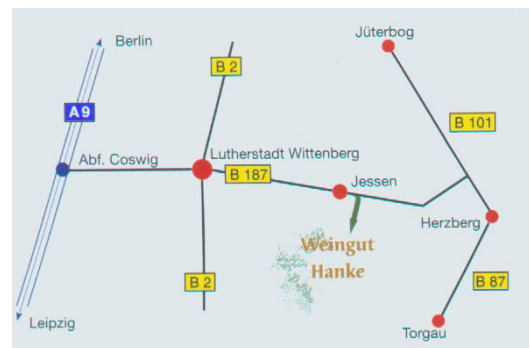 Berlin
Jüterbog
B 2
A9
B 101
Abf. Coswig
Lutherstadt Wittenberg
B 187
Jessen
Herzberg
Weingut
Hanke
B 2
B 87
Leipzig
Torgau